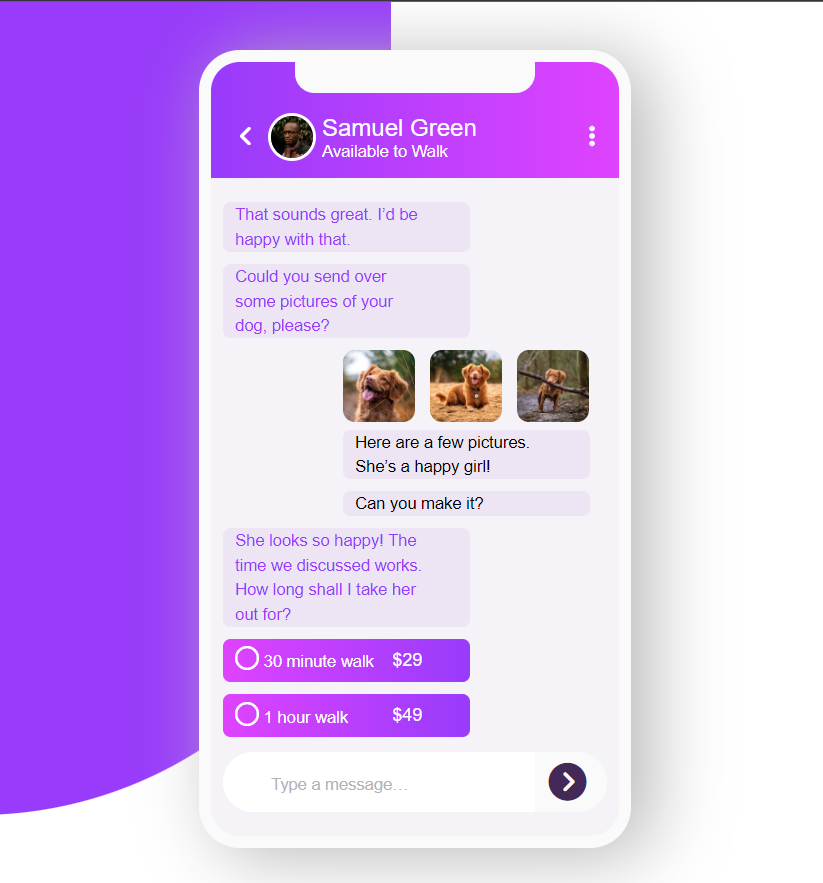 Samuel Green
Available to Walk
That sounds great. I’d be
happy with that.
Could you send over
some pictures of your
dog, please?
Here are a few pictures.
She’s a happy girl!
Can you make it?
She looks so happy! The
time we discussed works.
How long shall I take her
out for?
30 minute walk $29
1 hour walk $49
Type a message…